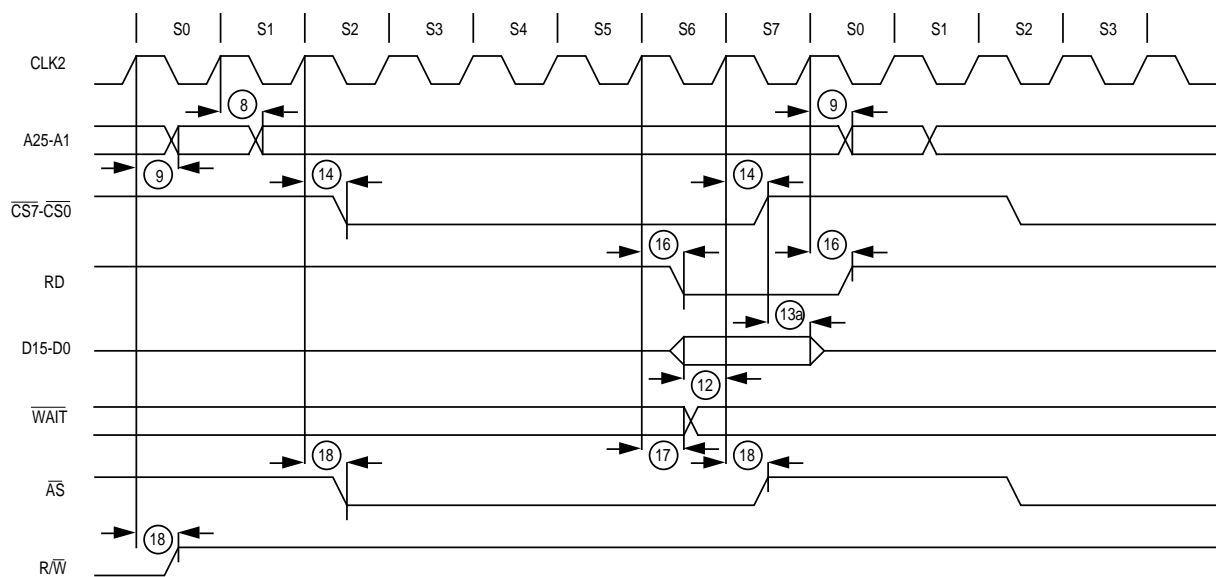 S0 S1 S2 S3 S4 S5 S6 S7 S0 S1 S2 S3
CLK2
8 9
A25-A1
9 14 14
CS7-CS0
16 16
RD
13a
D15-D0
12
WAIT
18 17 18
AS
18
R/W